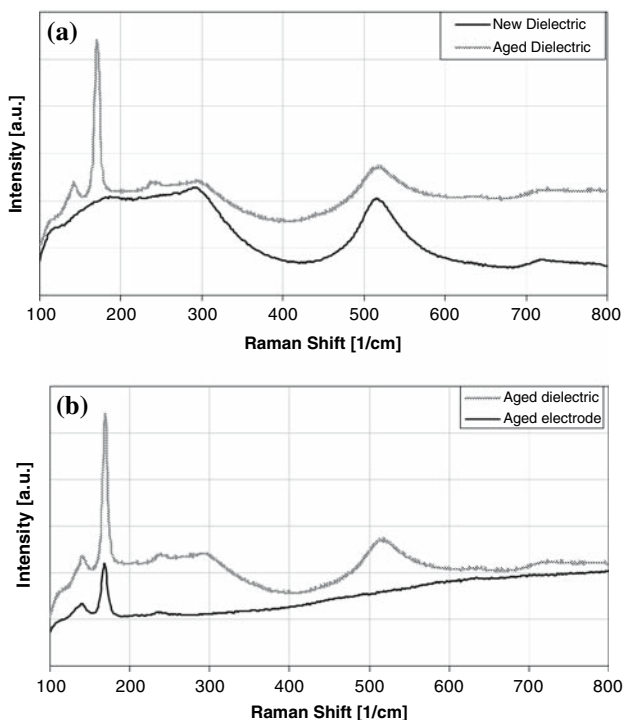 (a)
New Dielectric
Aged Dielectric
Intensity [a.u.]
100 200 300 400 500 600 700 800
Raman Shift [1/cm]
(b)
Aged dielectric
Aged electrode
Intensity [a.u.]
100 200 300 400 500 600 700 800
Raman Shift [1/cm]